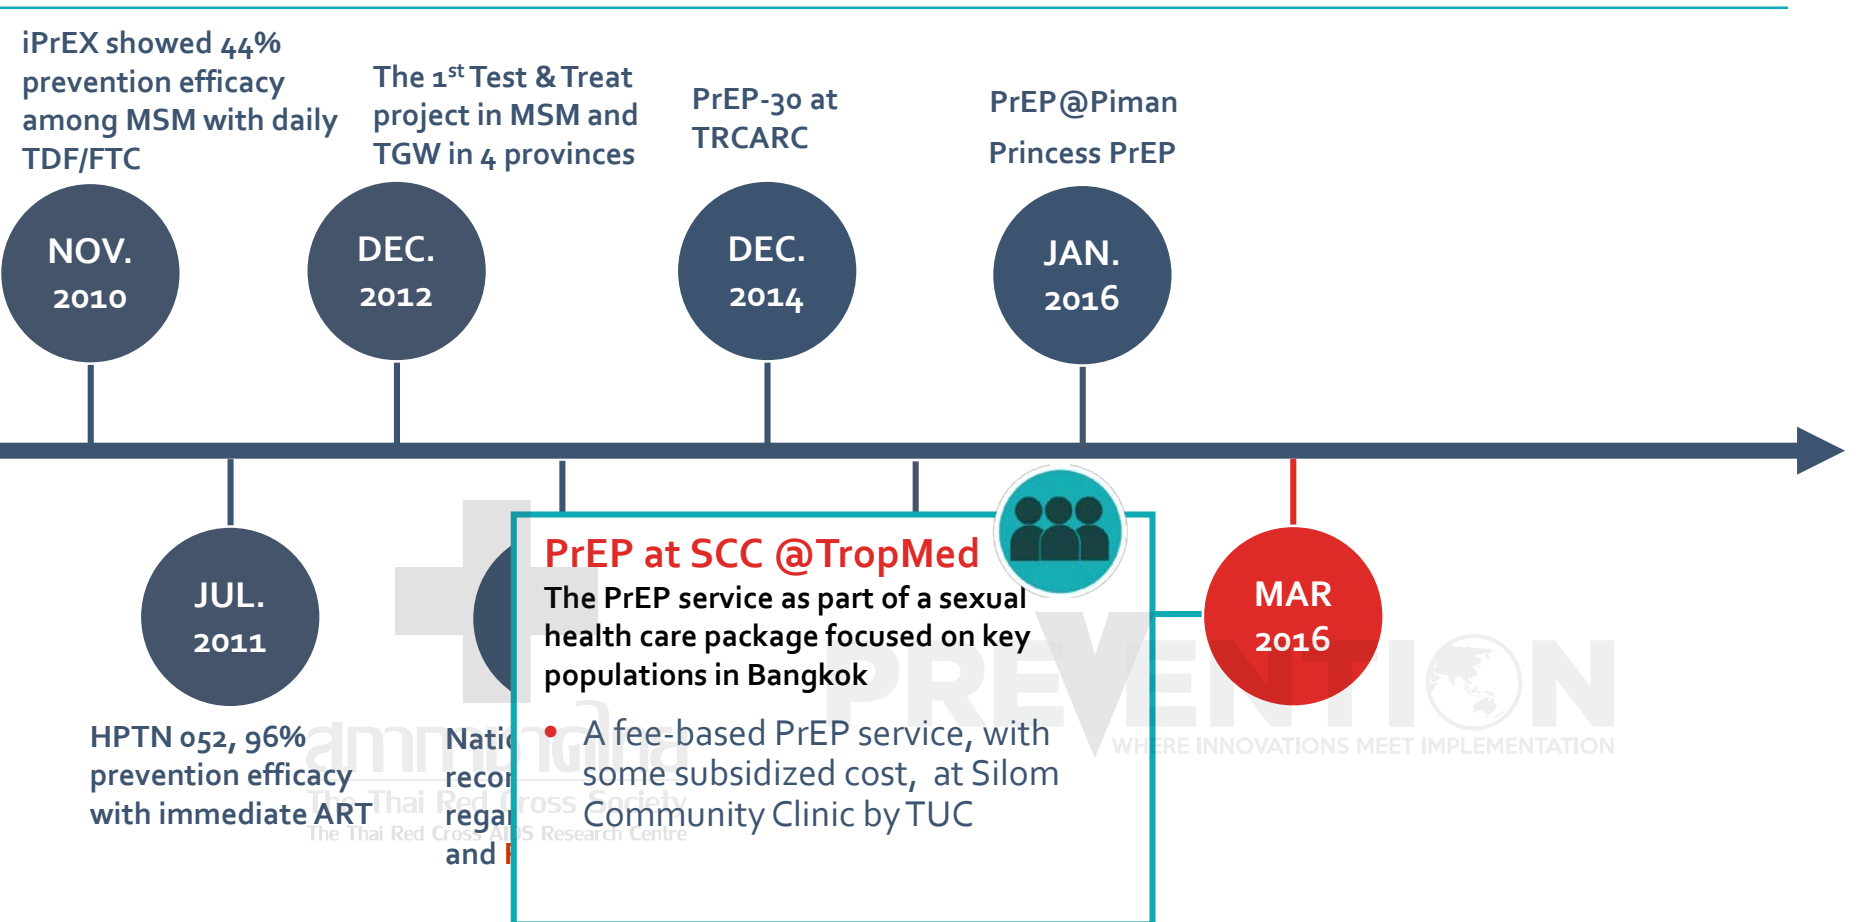 iPrEX showed 44%
prevention efficacy
among MSM with daily
TDF/FTC
The 1st Test & Treat
project in MSM and
TGW in 4 provinces
PrEP-30 at
TRCARC
PrEP@Piman
Princess PrEP
NOV.
2010
DEC.
2012
DEC.
2014
JAN.
2016
JUL.
2011
HPTN 052, 96%
prevention efficacy
with immediate ART
and
PrEP at SCC @TropMed
The PrEP service as part of a sexual
health care package focused on key
populations in Bangkok
• A fee-based PrEP service, with
some subsidized cost, at Silom
Community Clinic by TUC
MAR
2016
PREVENTION
WHERE INNOVATIONS MEET IMPLEMENTATION
The Thai Red Cross Society
The Thai Red Cross AIDS Research Centre